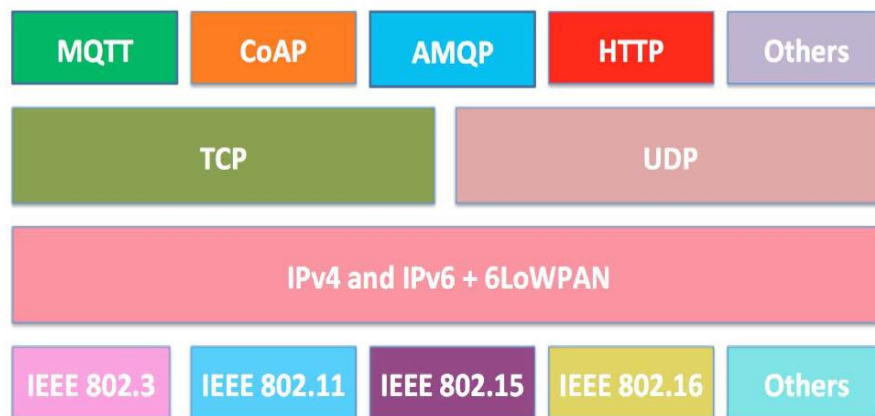 MQTT CoAP AMQP HTTP Others
TCP UDP
IPv4 and IPv6 + 6LoWPAN
IEEE 802.3 IEEE 802.11 IEEE 802.15 IEEE 802.16 Others